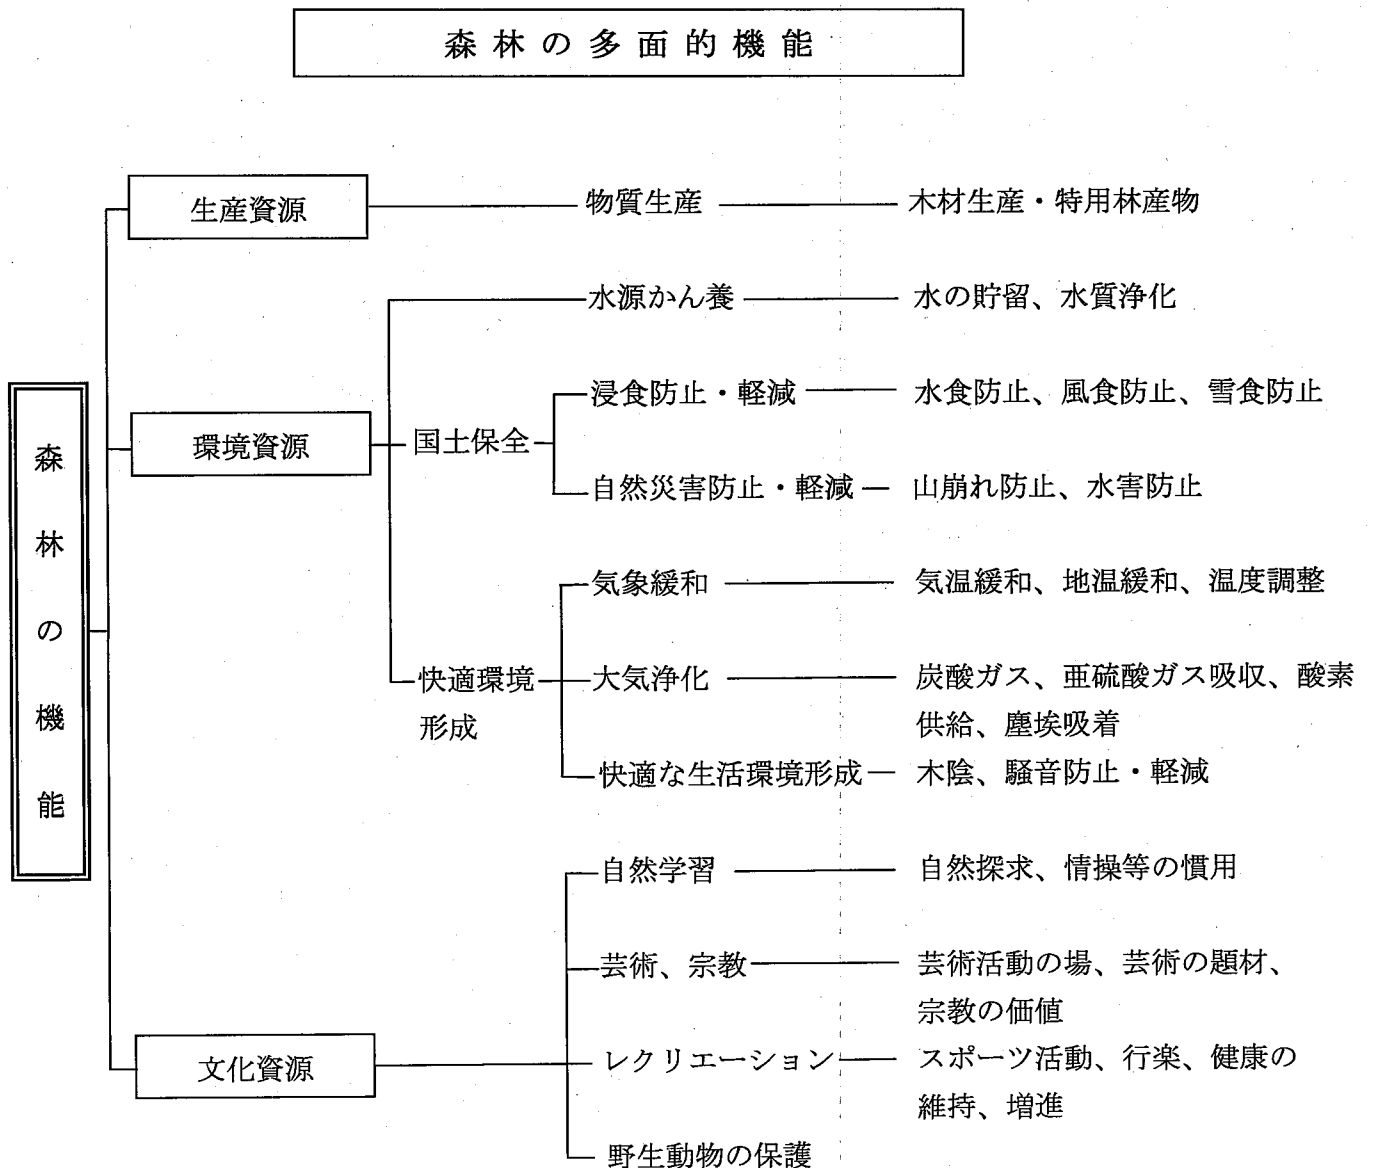 森林の多面的機能
生産資源 物質生産 木材生産・特用林産物
水源かん養 水の貯留、水質浄化
浸食防止・軽減 水食防止、風食防止、雪食防止
環境資源 国土保全
自然災害防止・軽減 山崩れ防止、水害防止
森林の機能
気象緩和 気温緩和、地温緩和、温度調整
快適環境 大気浄化 炭酸ガス、亜硫酸ガス吸収、酸素
形成 供給、塵埃吸着
快適な生活環境形成 木陰、騒音防止・軽減
自然学習 自然探求、情操等の慣用
芸術、宗教 芸術活動の場、芸術の題材、
宗教の価値
文化資源 レクリエーション スポーツ活動、行楽、健康の
維持、増進
野生動物の保護